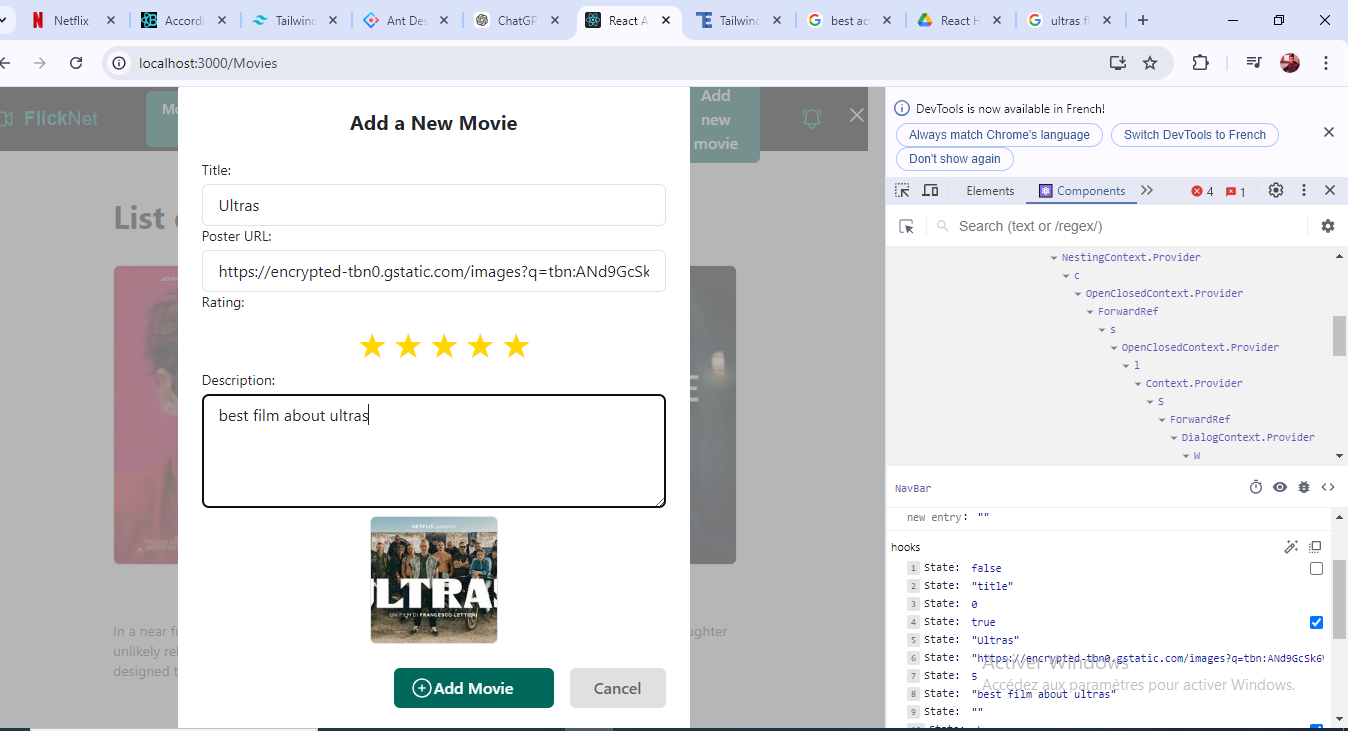 Netflix
Accordi
Tailwin
Ant Des
ChatGP
React A
Tailwin
best ac
React H
ultras fi
localhost:3000/Movies
FlickNet
Add new movie
List
Add a New Movie
Title:
Ultras
Poster URL:
https://encrypted-tbn0.gstatic.com/images?q=tbn:ANd9GcSk
Rating:
Description:
best film about ultras
NETFLIX
ULTRAS
UN FILM DI FRANCESCO LETTIERI
In a near fu
ughter
unlikely rel
designed t
Add Movie
Cancel
DevTools is now available in French!
Always match Chrome's language
Switch DevTools to French
Don't show again
Elements
Components
4
1
Search (text or /regex/)
NestingContext.Provider
c
OpenClosedContext.Provider
ForwardRef
s
OpenClosedContext.Provider
l
Context.Provider
S
ForwardRef
DialogContext.Provider
W
NavBar
new entry: ""
hooks
1 State: false
2 State: "title"
3 State: 0
4 State: true
5 State: "Ultras"
6 State: "https://encrypted-tbn0.gstatic.com/images?q=tbn:ANd9GcSk6
7 State: 5
8 State: "best film about ultras"
9 State: ""
Activer Windows
Accédez aux paramètres pour activer Windows.